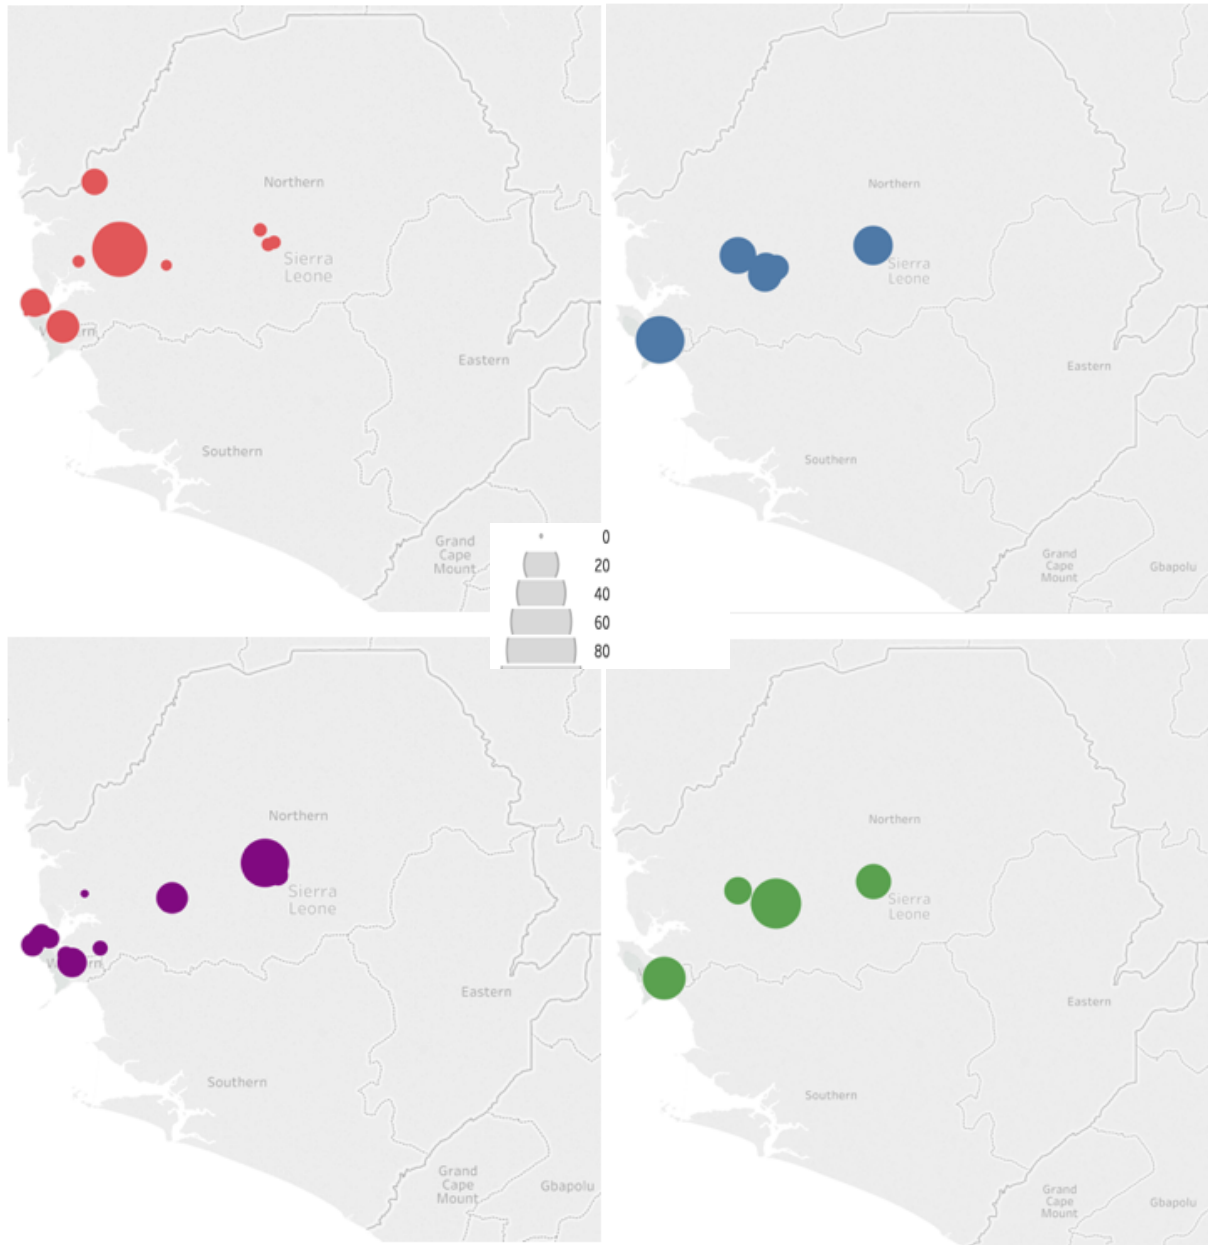 Northern
Sierra
Leone
Eastern
Southern
Grand
Cape
Mount
Northern
Sierra
Leone
Eastern
Southern
Grand
Cape
Mount
Gbapolu
0
20
40
60
80
Northern
Sierra
Leone
Eastern
Southern
Grand
Cape
Mount
Gbapolu
Northern
Sierra
Leone
Eastern
Southern
Grand
Cape
Mount
Gbapolu